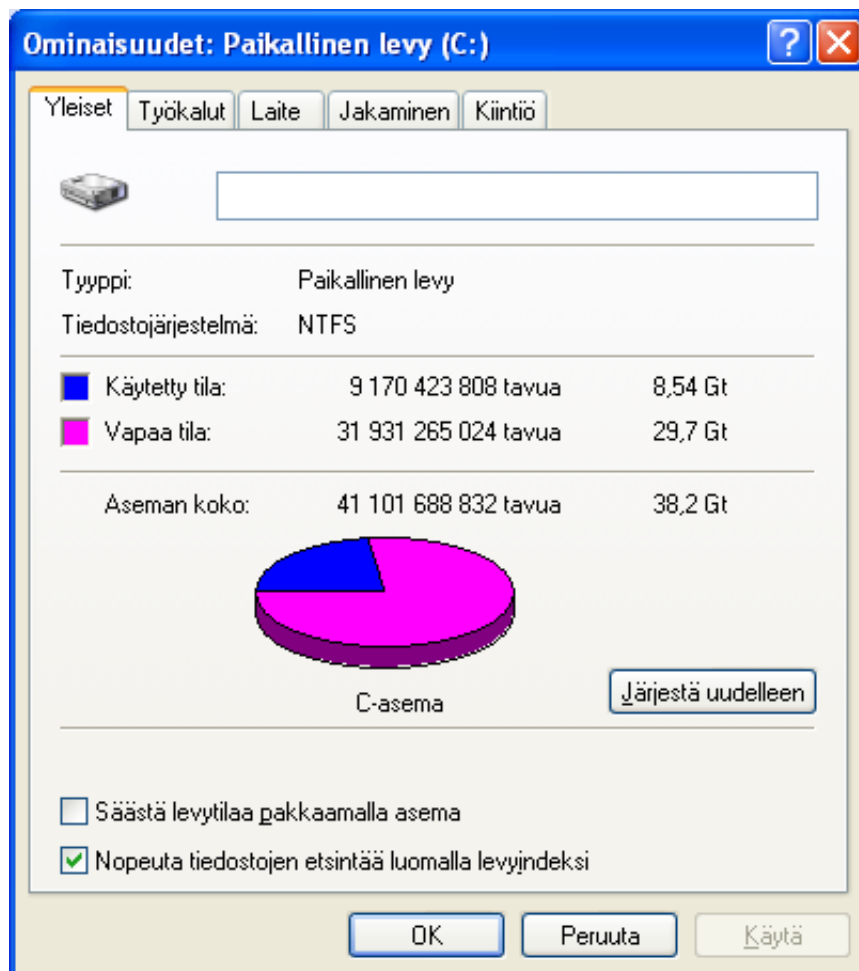 Ominaisuudet: Paikallinen levy (C:)
Yleiset Työkalut Laite Jakaminen Kiintiö
Tyyppi: Paikallinen levy
Tiedostojärjestelmä: NTFS
Käytetty tila: 9 170 423 808 tavua 8,54 Gt
Vapaa tila: 31 931 265 024 tavua 29,7 Gt
Aseman koko: 41 101 688 832 tavua 38,2 Gt
C-asema
Järjestä uudelleen
Säästä levytilaa pakkaamalla asema
Nopeuta tiedostojen etsintää luomalla levyindeksi
OK Peruuta Käytä